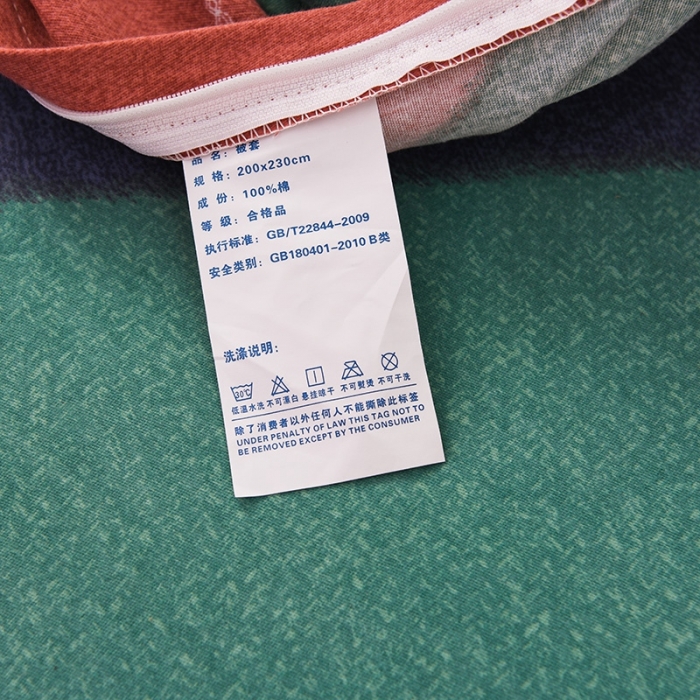 品 名：被套
规 格：200x230cm
成 份：100%棉
等 级：合格品
执行标准：GB/T22844-2009
安全类别：GB180401-2010 B类
洗涤说明：
30℃
低温水洗 不可漂白 悬挂晾干 不可熨烫 不可干洗
除了消费者以外任何人不能撕除此标签
UNDER PENALTY OF LAW THIS TAG NOT TO
BE REMOVED EXCEPT BY THE CONSUMER